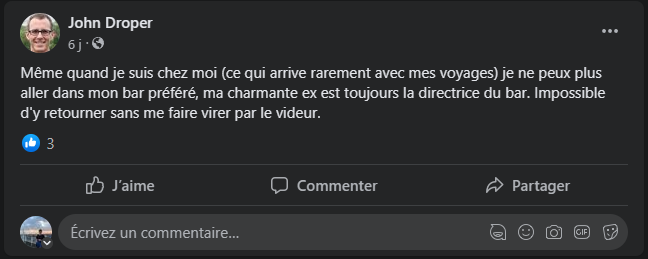 John Droper
6 j ·
Même quand je suis chez moi (ce qui arrive rarement avec mes voyages) je ne peux plus
aller dans mon bar préféré, ma charmante ex est toujours la directrice du bar. Impossible
d'y retourner sans me faire virer par le videur.
3
J'aime Commenter Partager
Écrivez un commentaire... GIF